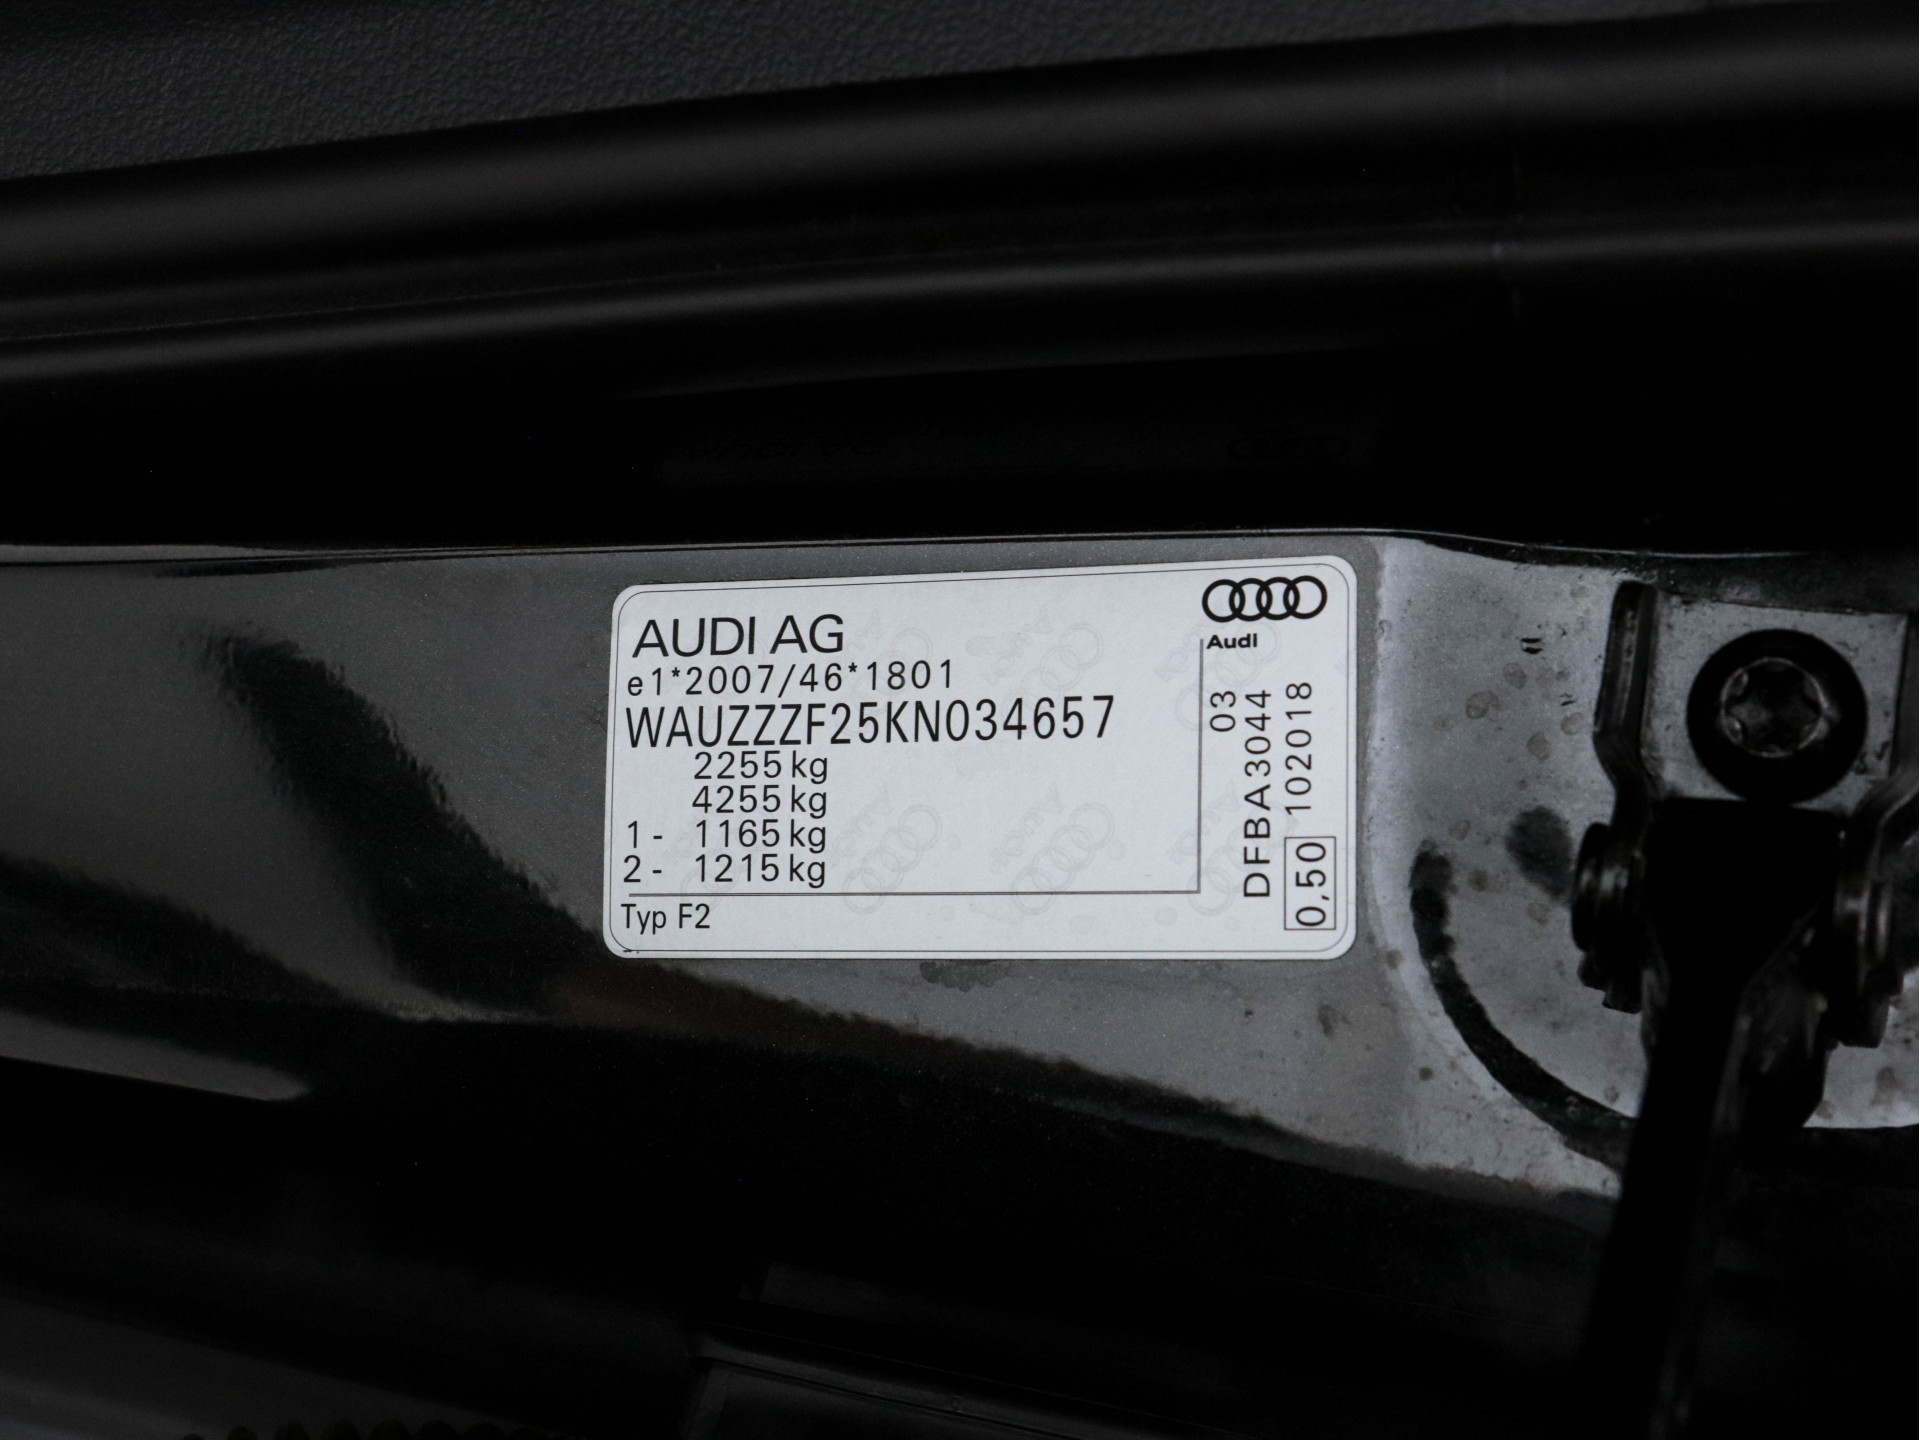 AUDI AG
e1*2007/46*1801
WAUZZZF25KN034657
2255 kg
4255 kg
1 - 1165 kg
2 - 1215 kg
Typ F2
Audi
03
DFBA3044
0,50 102018